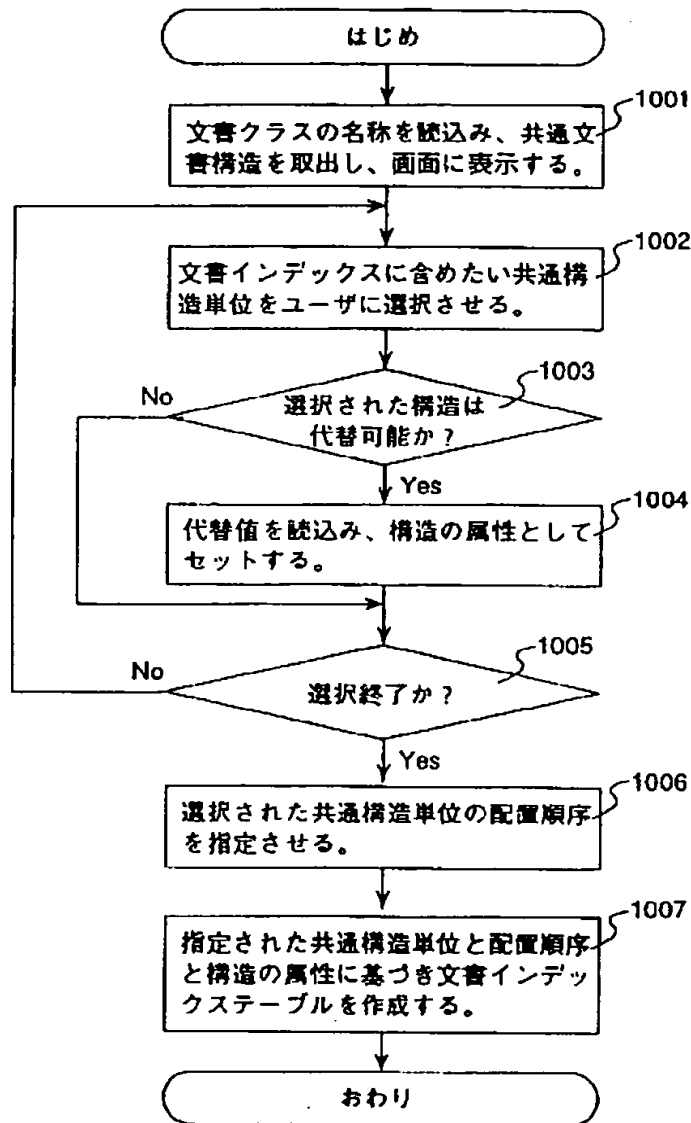 はじめ
1001
文書クラスの名称を読込み、共通文
書構造を取出し、画面に表示する。
1002
文書インデックスに含めたい共通構
造単位をユーザに選択させる。
1003
No
選択された構造は
代替可能か？
Yes
1004
代替値を読込み、構造の属性として
セットする。
1005
No
選択終了か？
Yes
1006
選択された共通構造単位の配置順序
を指定させる。
1007
指定された共通構造単位と配置順序
と構造の属性に基づき文書インデッ
クステーブルを作成する。
おわり